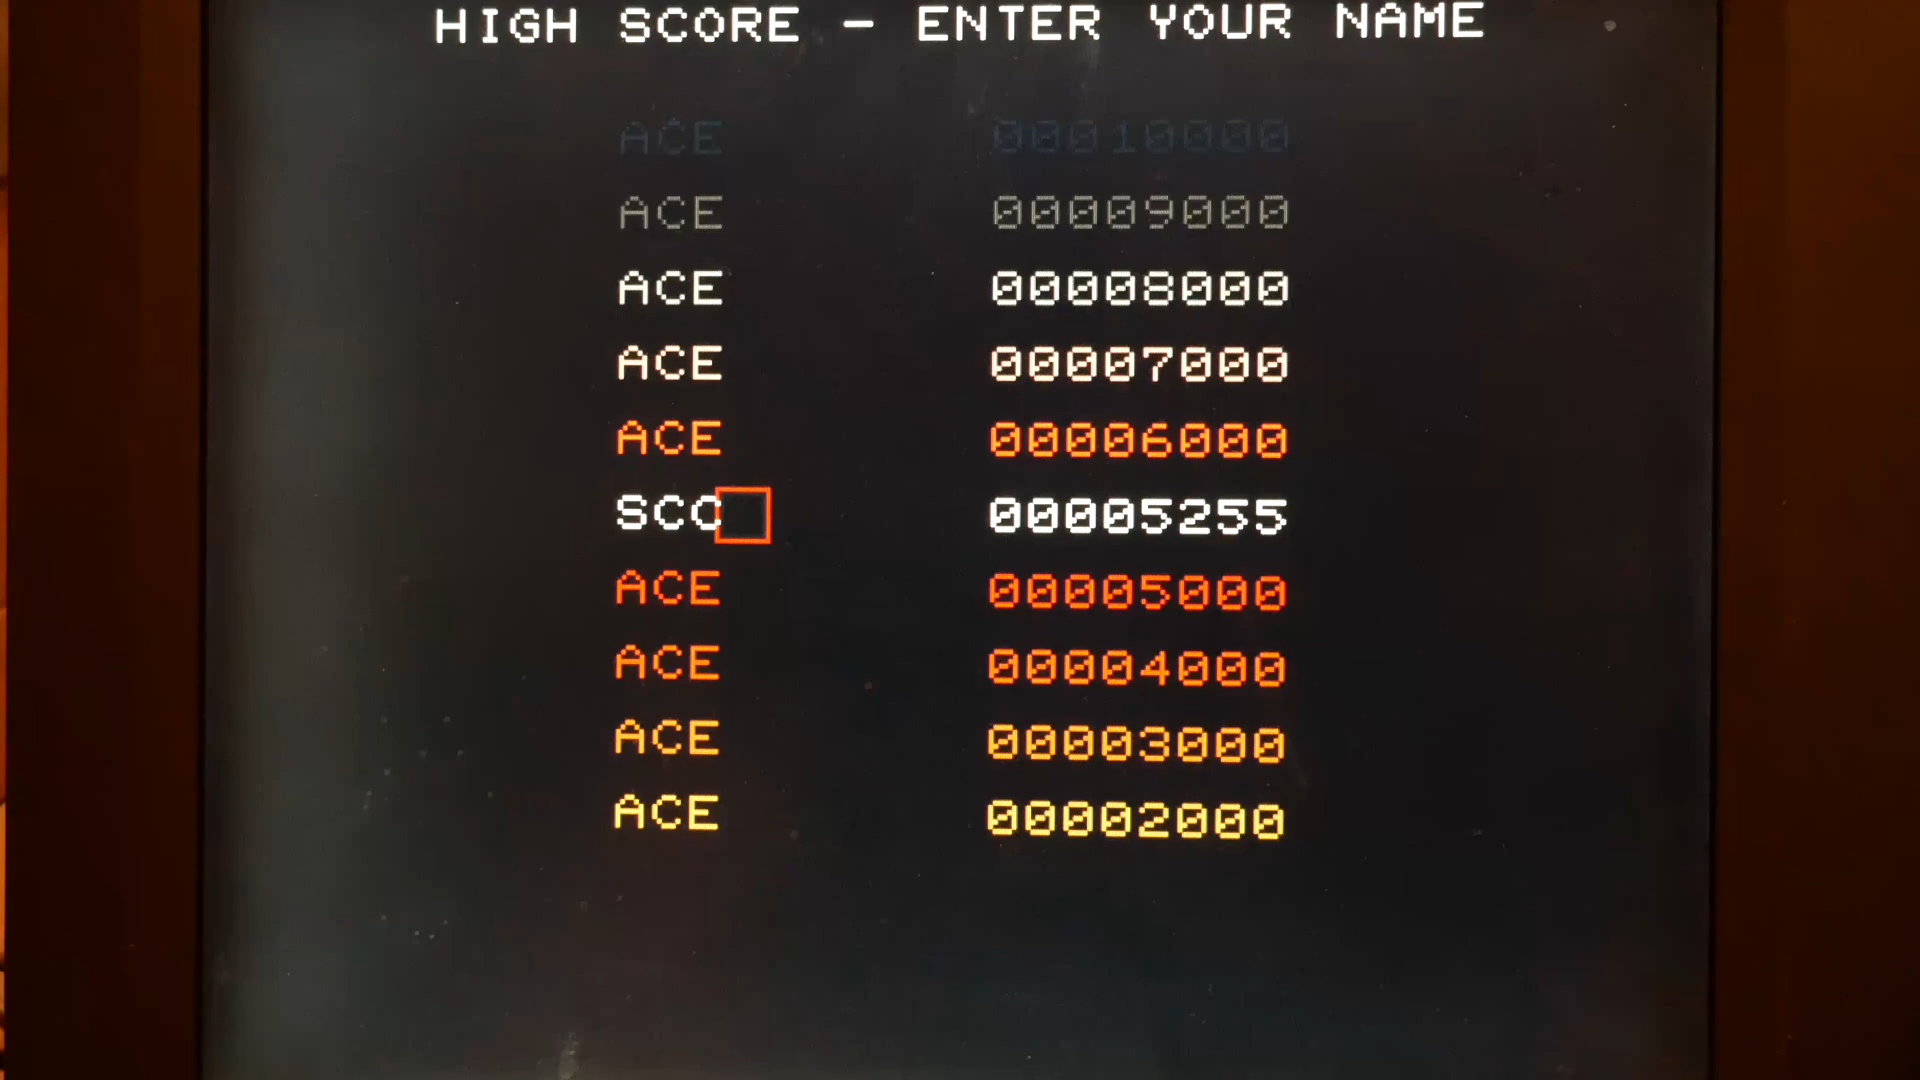 HIGH SCORE - ENTER YOUR NAME
ACE 00010000
ACE 00009000
ACE 00008000
ACE 00007000
ACE 00006000
SCC 00005255
ACE 00005000
ACE 00004000
ACE 00003000
ACE 00002000